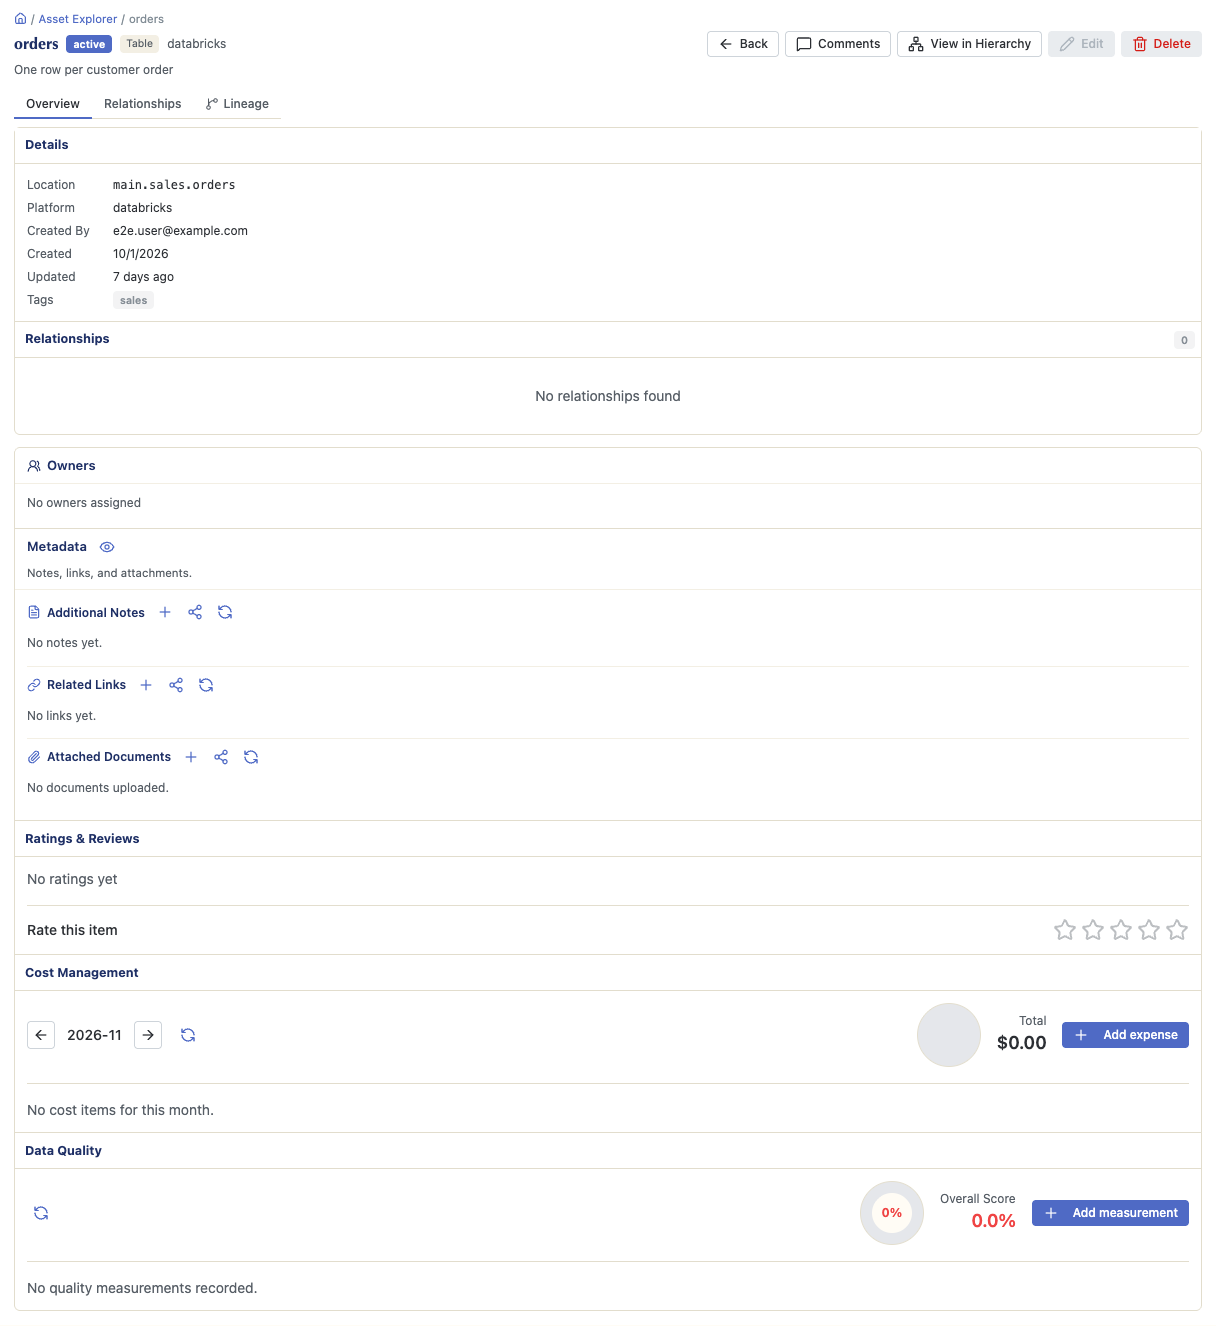 / Asset Explorer / orders
orders active Table databricks
Back Comments View in Hierarchy Edit Delete
One row per customer order
Overview Relationships Lineage
Details
Location main.sales.orders
Platform databricks
Created By e2e.user@example.com
Created 10/1/2026
Updated 7 days ago
Tags sales
Relationships 0
No relationships found
Owners
No owners assigned
Metadata
Notes, links, and attachments.
Additional Notes
No notes yet.
Related Links
No links yet.
Attached Documents
No documents uploaded.
Ratings & Reviews
No ratings yet
Rate this item
Cost Management
2026-11
Total
$0.00
Add expense
No cost items for this month.
Data Quality
0%
Overall Score
0.0%
Add measurement
No quality measurements recorded.